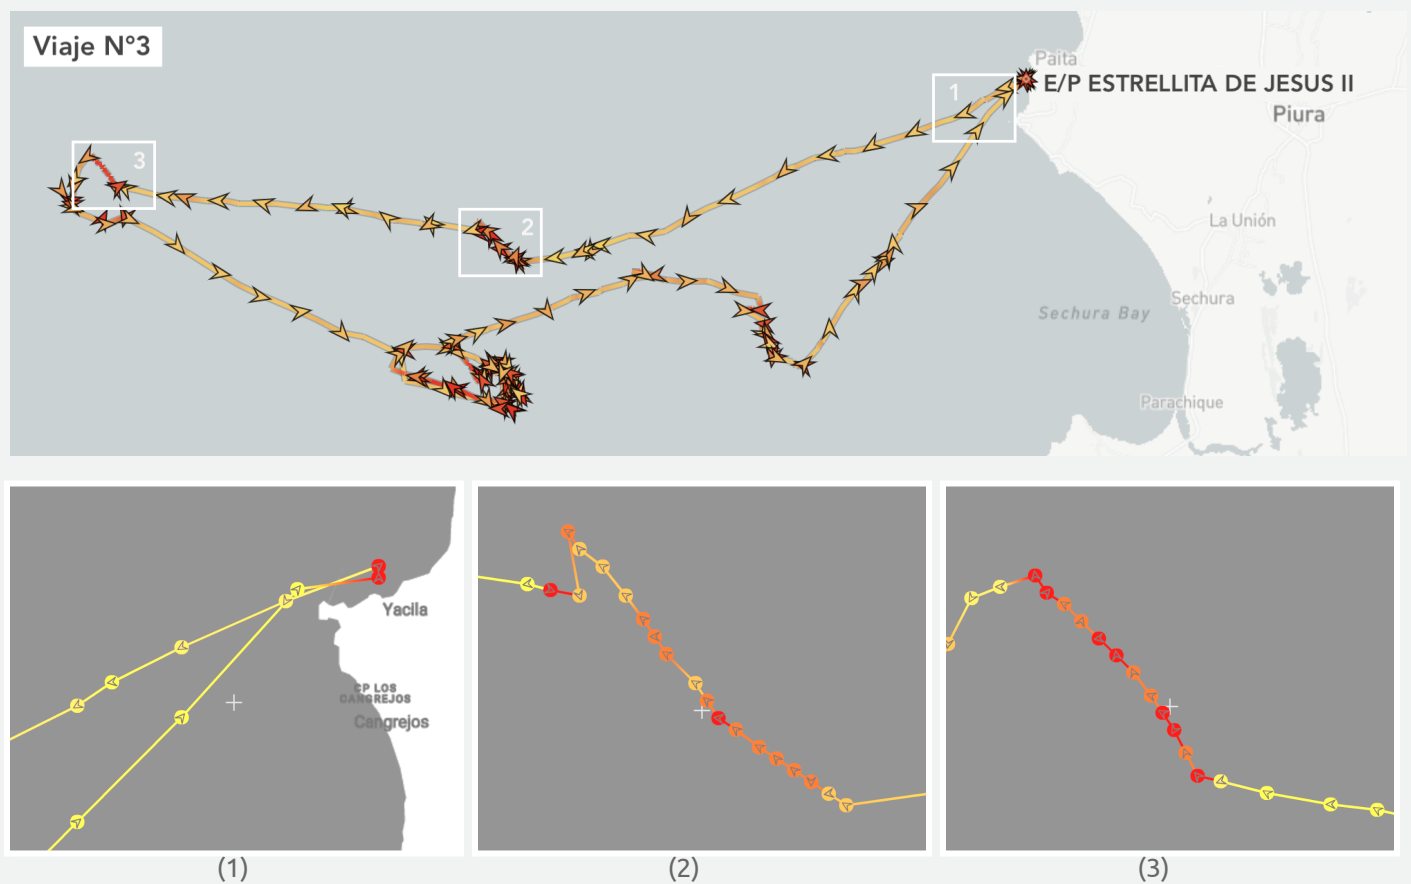 Viaje N°3
Paita
1
E/P ESTRELLITA DE JESUS II
Piura
3
2
La Unión
Sechura
Sechura Bay
Parachique
Yacila
CP LOS
CANGREJOS
Cangrejos
(1)
(2)
(3)